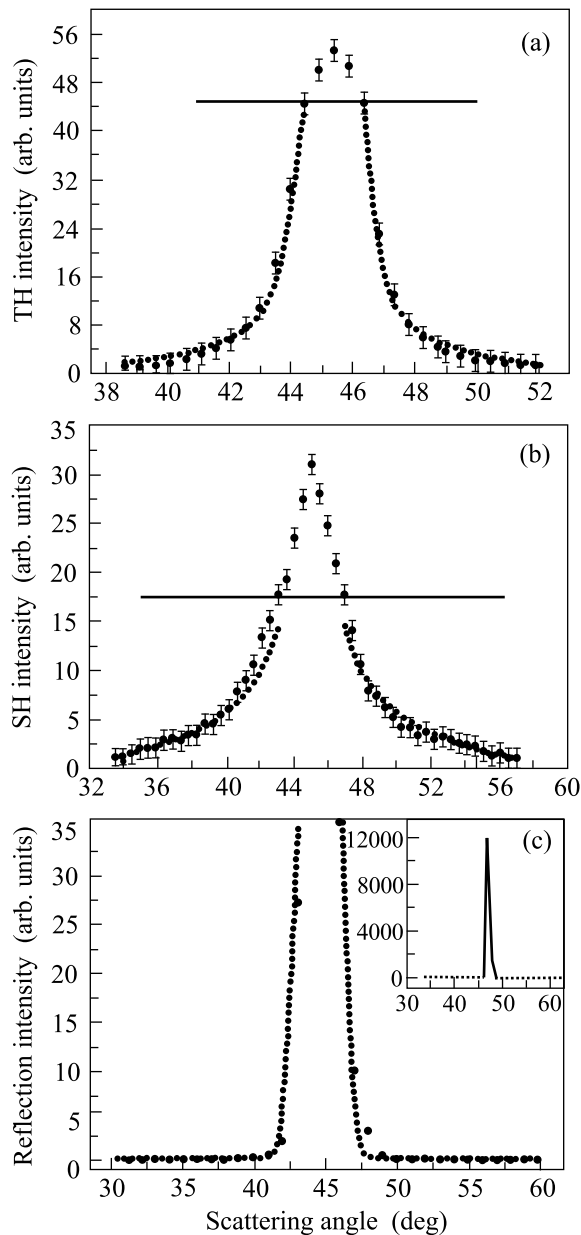 (a)
TH intensity (arb. units)
56
48
40
32
24
16
8
0
38 40 42 44 46 48 50 52
(b)
SH intensity (arb. units)
35
30
25
20
15
10
5
0
32 36 40 44 48 52 56 60
(c)
Reflection intensity (arb. units)
35
30
25
20
15
10
5
0
12000
8000
4000
0
30 40 50 60
30 35 40 45 50 55 60
Scattering angle (deg)